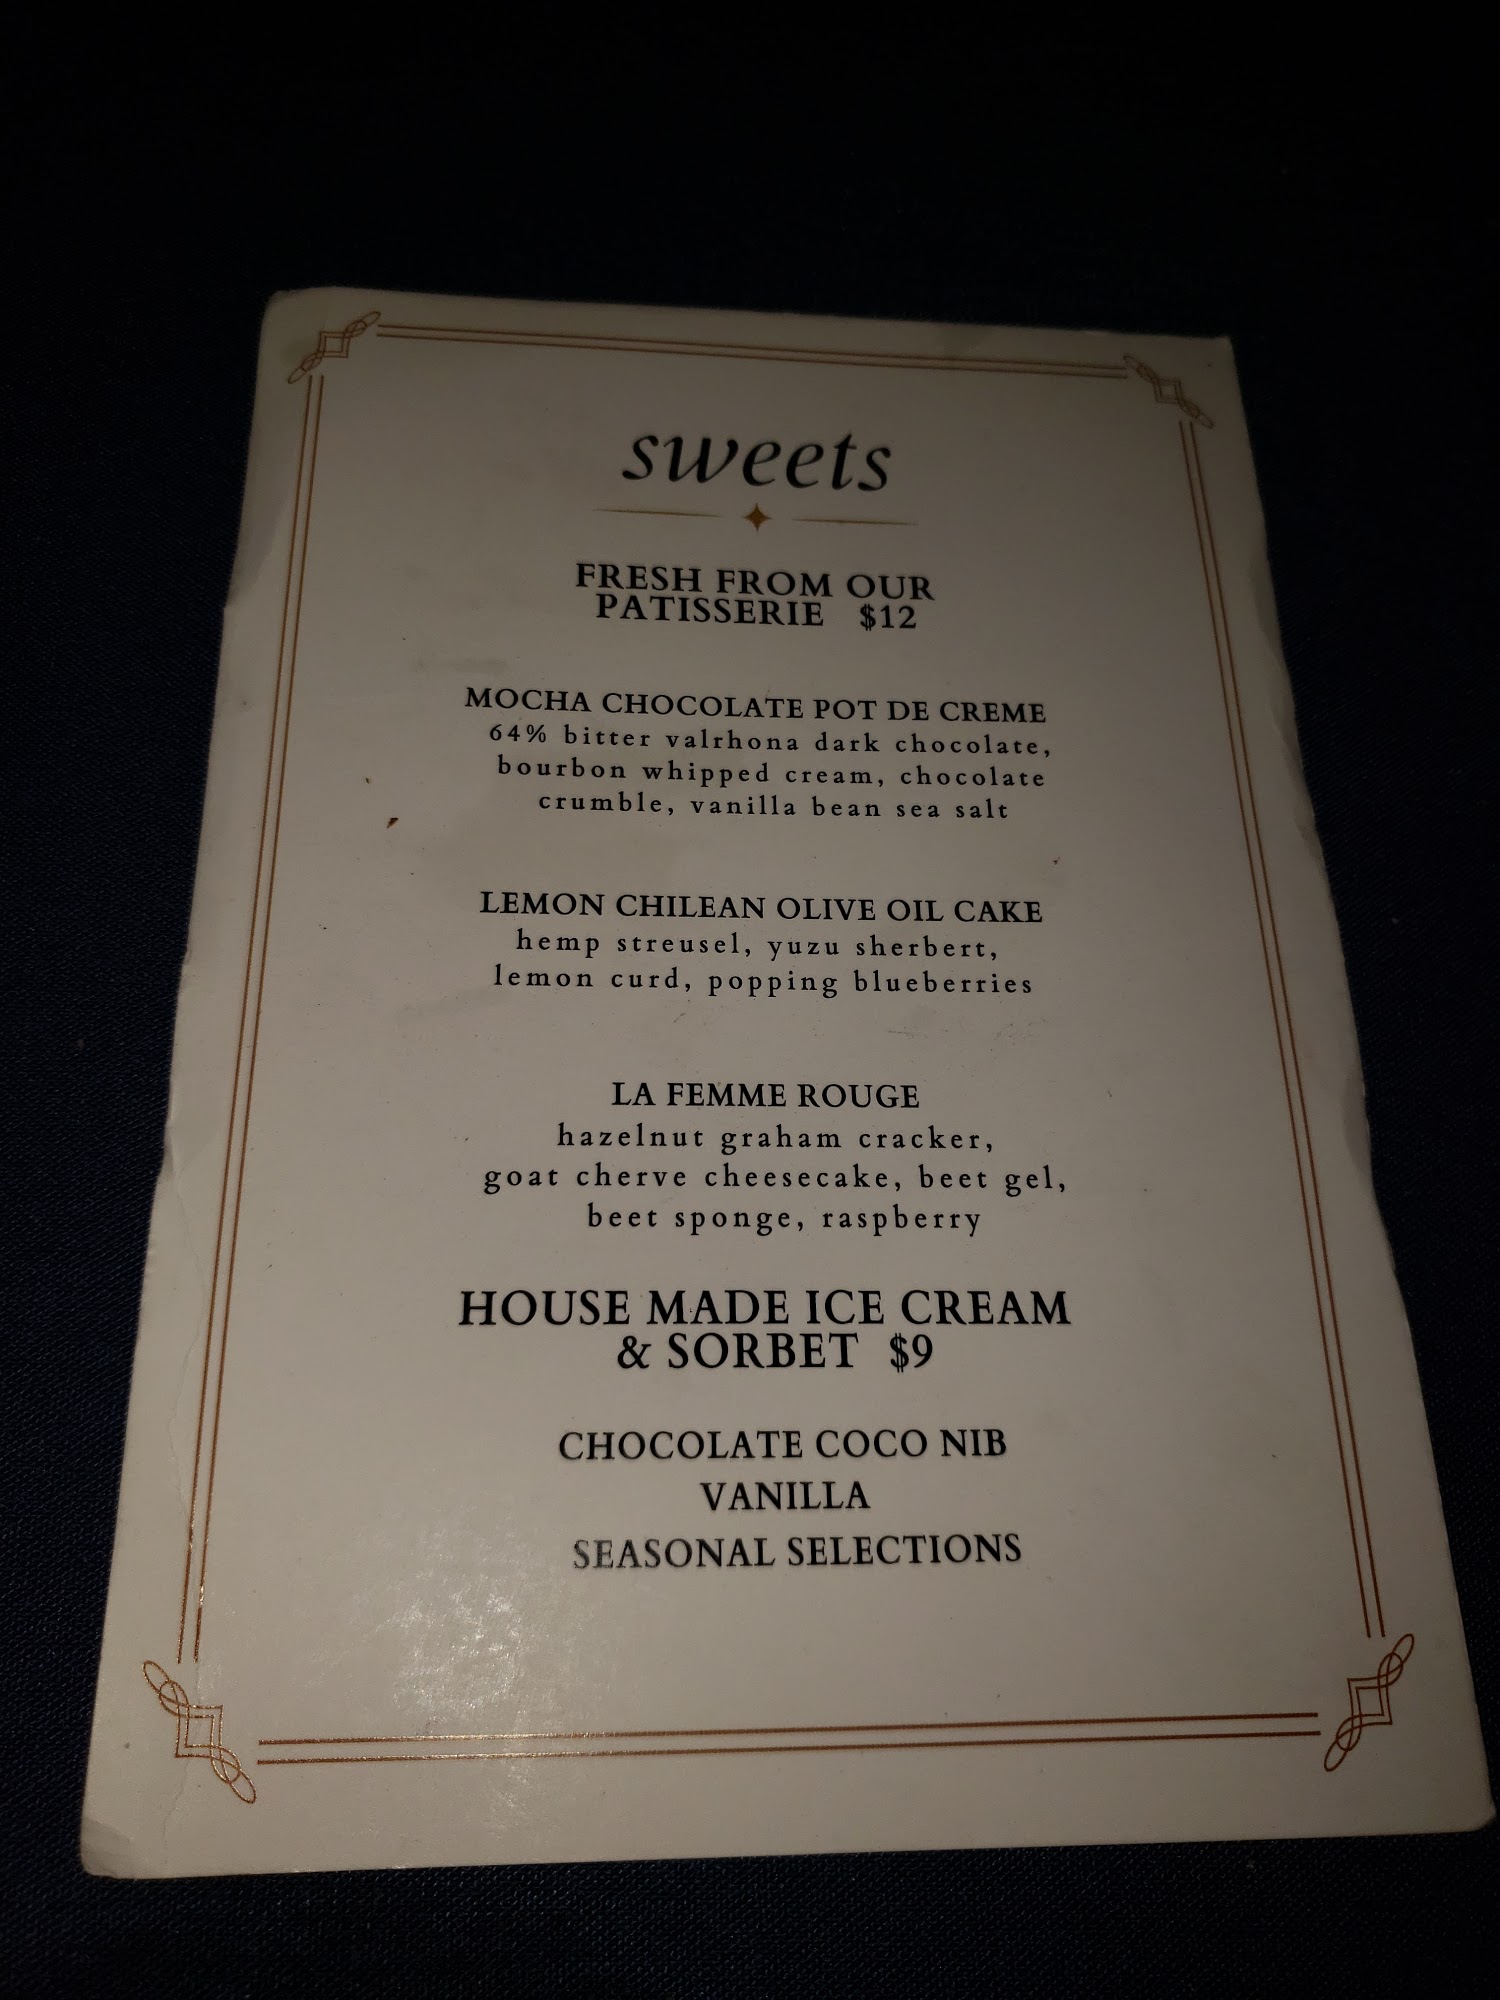 sweets
FRESH FROM OUR
PATISSERIE $12
MOCHA CHOCOLATE POT DE CREME
64% bitter valrhona dark chocolate,
bourbon whipped cream, chocolate
crumble, vanilla bean sea salt
LEMON CHILEAN OLIVE OIL CAKE
hemp streusel, yuzu sherbert,
lemon curd, popping blueberries
LA FEMME ROUGE
hazelnut graham cracker,
goat cherve cheesecake, beet gel,
beet sponge, raspberry
HOUSE MADE ICE CREAM
& SORBET $9
CHOCOLATE COCO NIB
VANILLA
SEASONAL SELECTIONS